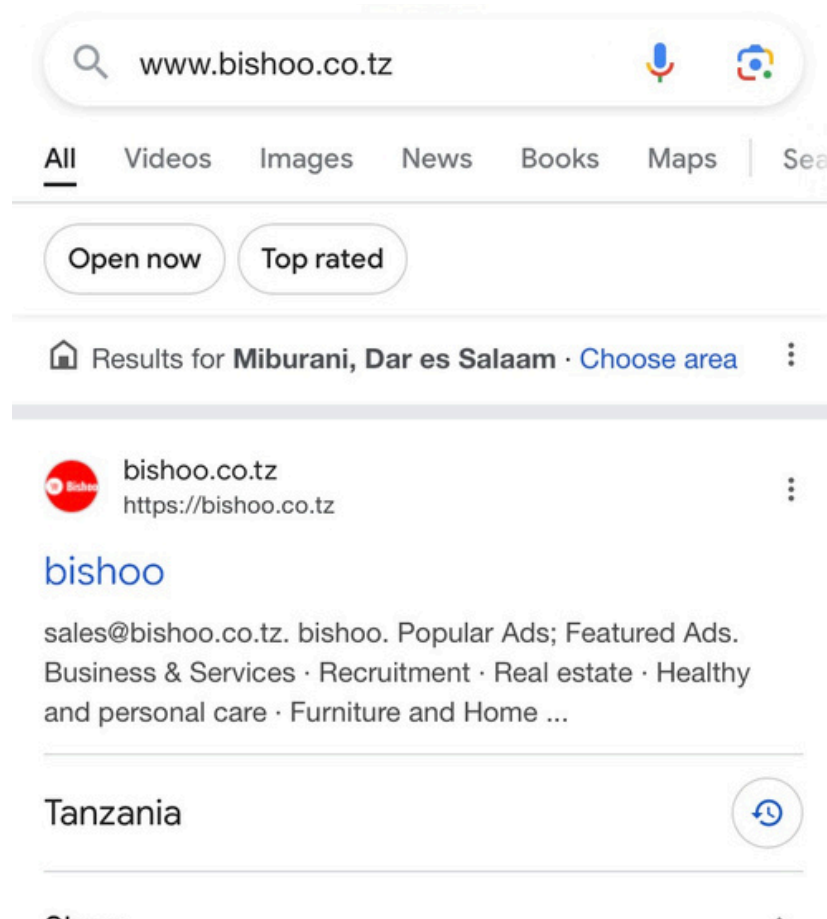 www.bishoo.co.tz
All Videos Images News Books Maps
Open now Top rated
Results for Miburani, Dar es Salaam · Choose area
Bishoo
bishoo.co.tz
https://bishoo.co.tz
bishoo
sales@bishoo.co.tz. bishoo. Popular Ads; Featured Ads.
Business & Services · Recruitment · Real estate · Healthy
and personal care · Furniture and Home ...
Tanzania